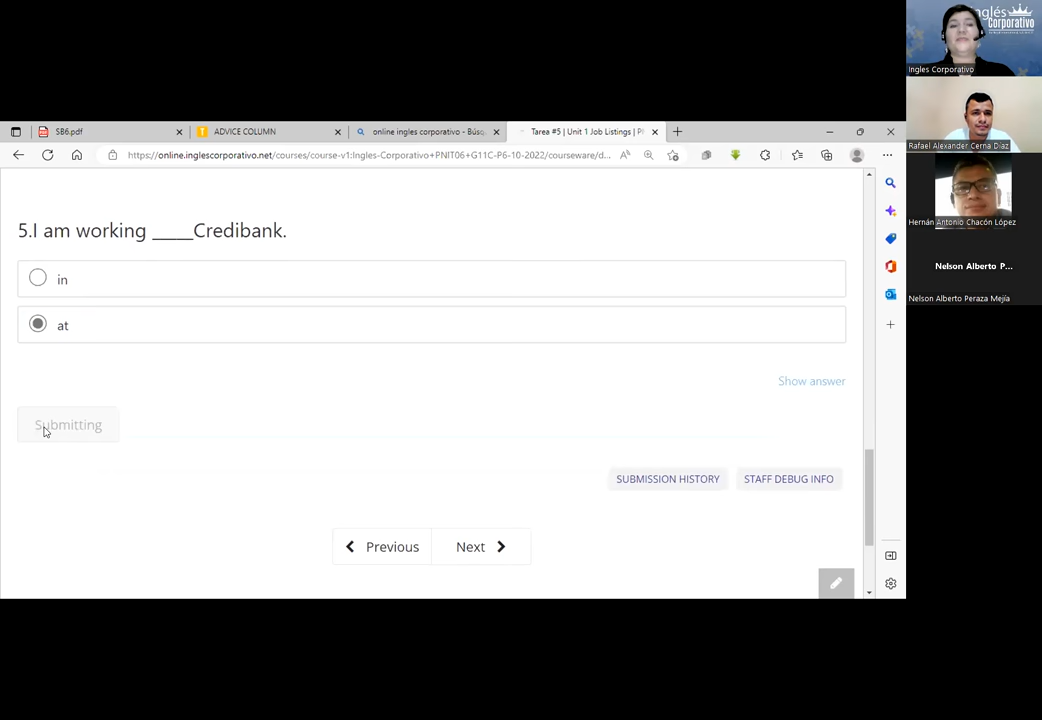 inglés
Corporativo
Ingles Corporativo
SB6.pdf
ADVICE COLUMN
online ingles corporativo - Búsq
Tarea #5 | Unit 1 Job Listings | P
https://online.inglescorporativo.net/courses/course-v1:Ingles-Corporativo+PNIT06+G11C-P6-10-2022/courseware/d...
Rafael Alexander Cerna Diaz
5.I am working _____Credibank.
in
at
Show answer
Submitting
SUBMISSION HISTORY
STAFF DEBUG INFO
Previous
Next
Hernán Antonio Chacón López
Nelson Alberto P...
Nelson Alberto Peraza Mejía